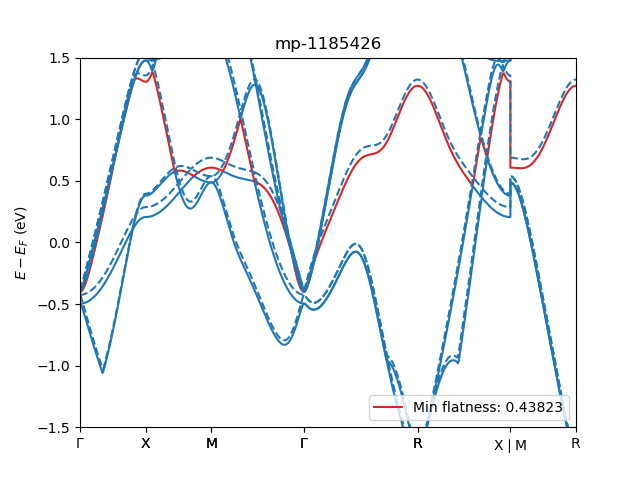 mp-1185426
E − E_F (eV)
1.5
1.0
0.5
0.0
−0.5
−1.0
−1.5
Min flatness: 0.43823
Γ X M Γ R X | M R